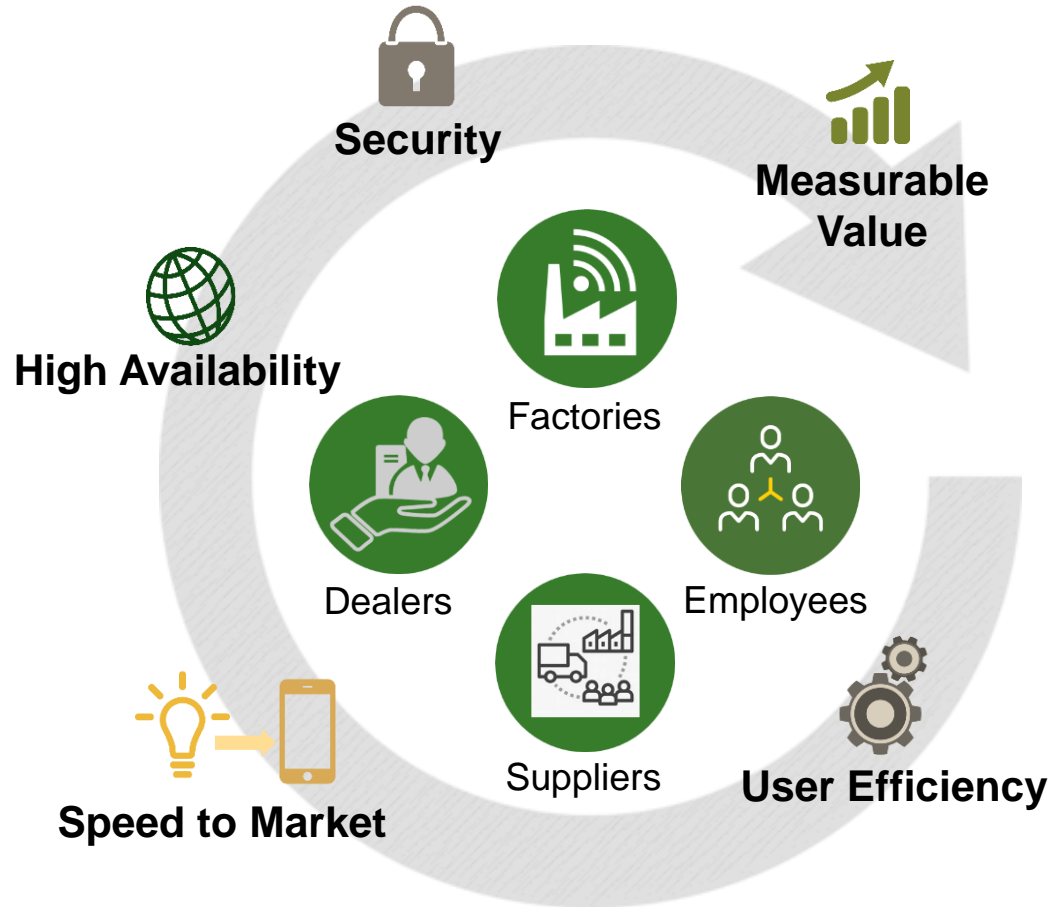 Security
Measurable
Value
High Availability
Factories
Dealers
Employees
Suppliers
User Efficiency
Speed to Market